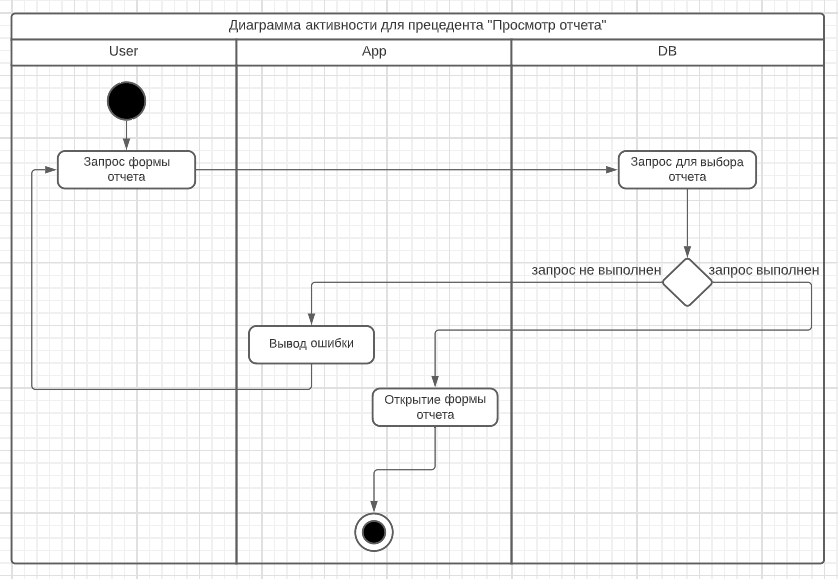 Диаграмма активности для прецедента "Просмотр отчета"
User
App
DB
Запрос формы
отчета
Запрос для выбора
отчета
запрос не выполнен
запрос выполнен
Вывод ошибки
Открытие формы
отчета